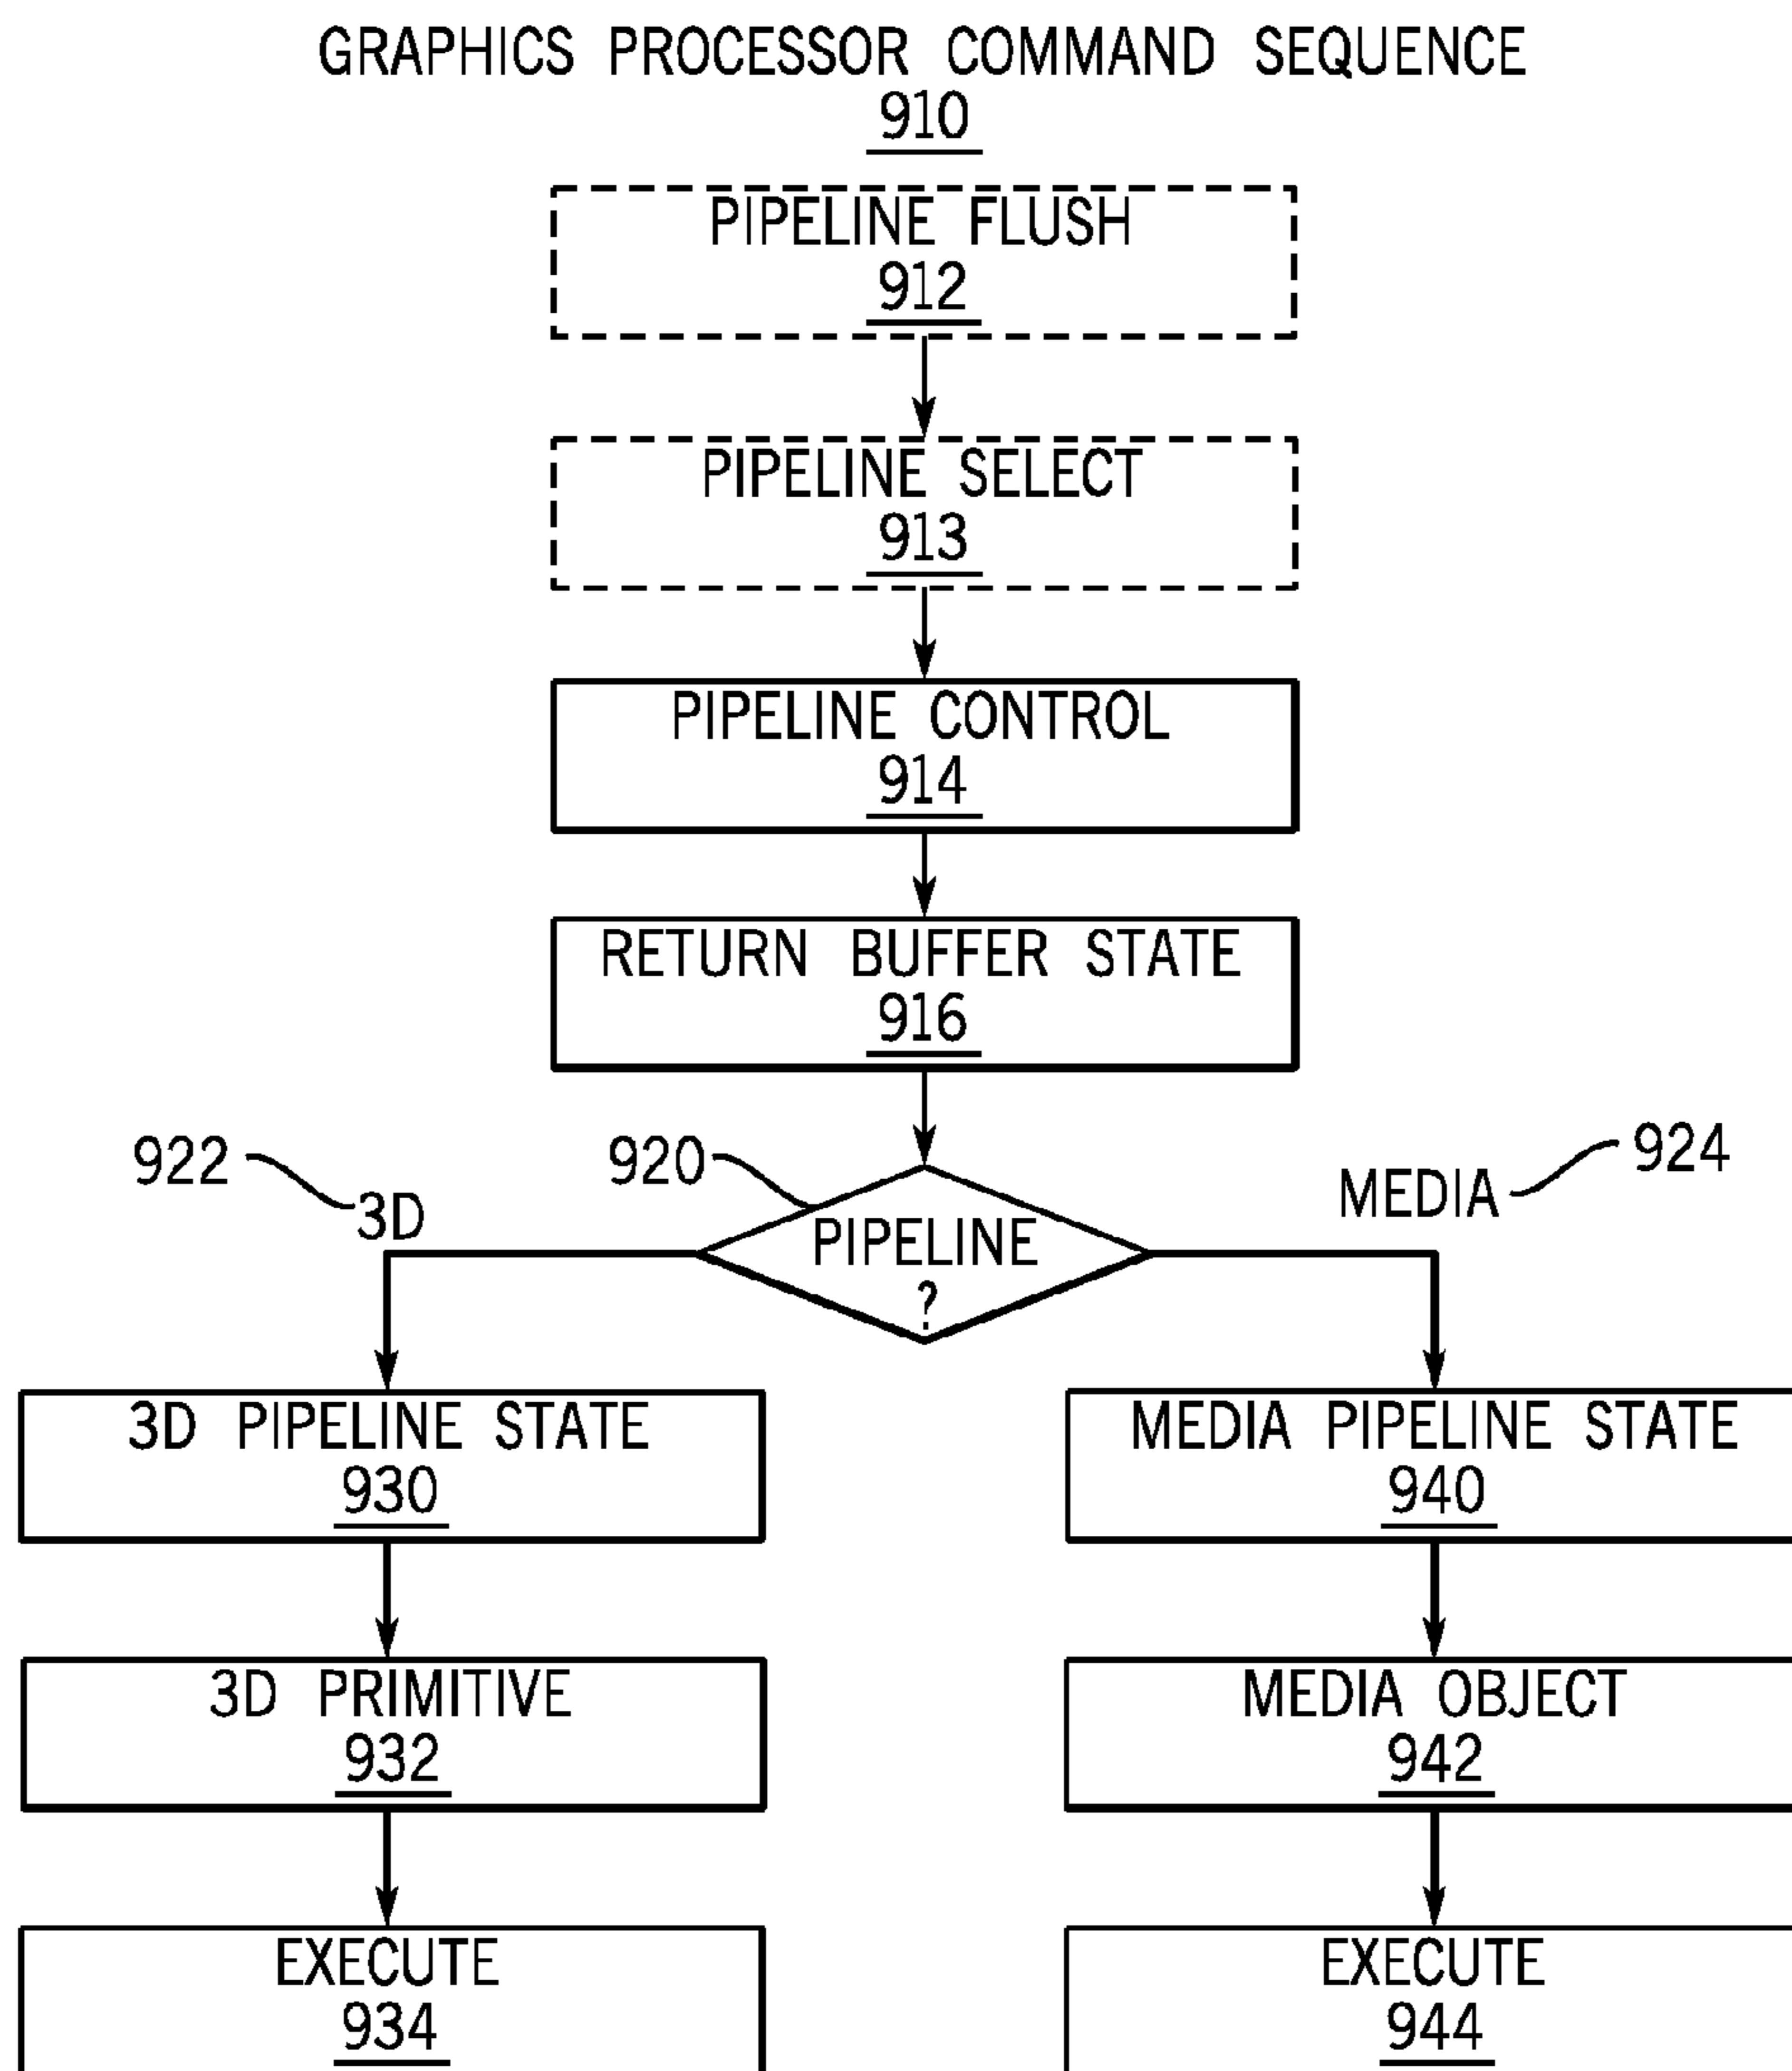 GRAPHICS PROCESSOR COMMAND SEQUENCE
910
PIPELINE FLUSH
912
PIPELINE SELECT
913
PIPELINE CONTROL
914
RETURN BUFFER STATE
916
922
3D
920
PIPELINE
?
MEDIA
924
3D PIPELINE STATE
930
3D PRIMITIVE
932
EXECUTE
934
MEDIA PIPELINE STATE
940
MEDIA OBJECT
942
EXECUTE
944